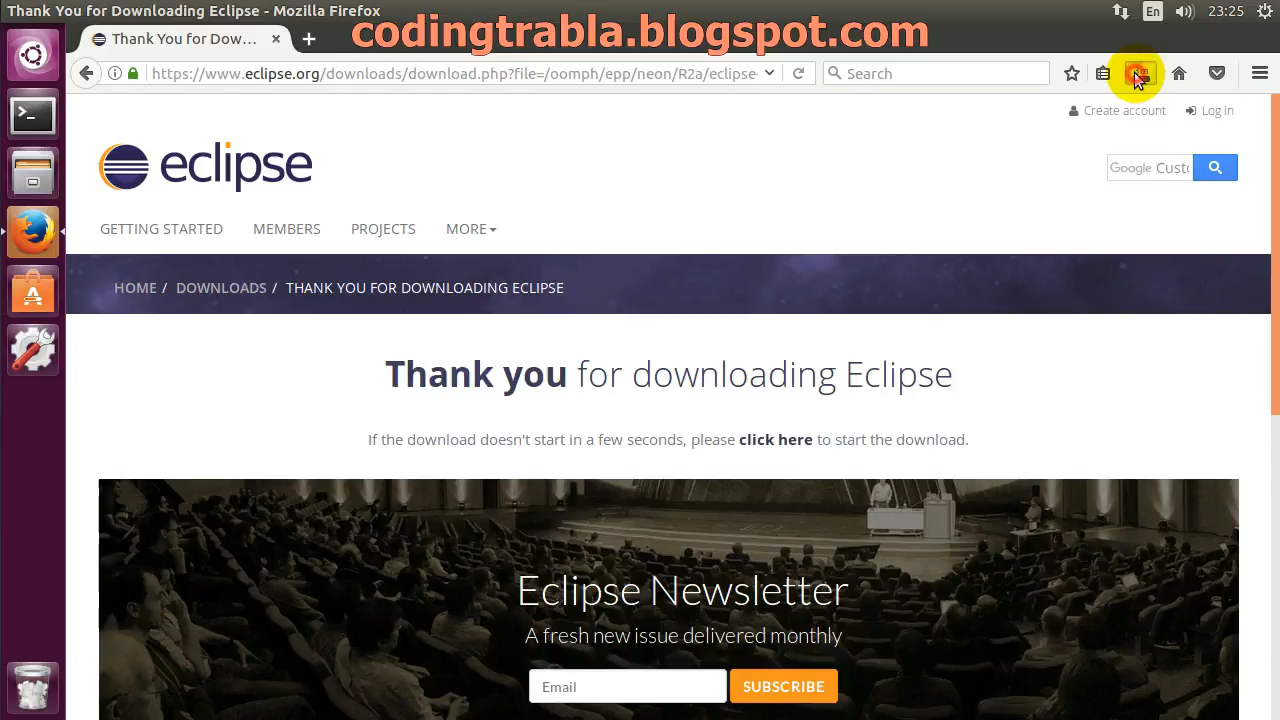 Thank You for Downloading Eclipse - Mozilla Firefox
En
23:25
codingtrabla.blogspot.com
Thank You for Dow...
https://www.eclipse.org/downloads/download.php?file=/oomph/epp/neon/R2a/eclipse-
Search
Create account
Log in
eclipse
Google Custo
GETTING STARTED
MEMBERS
PROJECTS
MORE
HOME / DOWNLOADS / THANK YOU FOR DOWNLOADING ECLIPSE
Thank you for downloading Eclipse
If the download doesn't start in a few seconds, please click here to start the download.
Eclipse Newsletter
A fresh new issue delivered monthly
Email
SUBSCRIBE